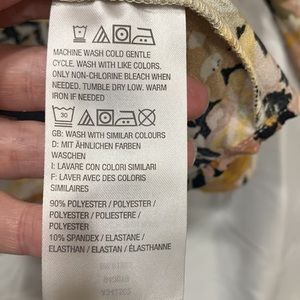 MACHINE WASH COLD GENTLE
CYCLE. WASH WITH LIKE COLORS.
ONLY NON-CHLORINE BLEACH WHEN
NEEDED. TUMBLE DRY LOW. WARM
IRON IF NEEDED
30
GB: WASH WITH SIMILAR COLOURS
D: MIT ÄHNLICHEN FARBEN
WASCHEN
I: LAVARE CON COLORI SIMILARI
F: LAVER AVEC DES COLORIS
SIMILAIRES
90% POLYESTER / POLYESTER /
POLYESTER / POLIESTERE /
POLYESTER
10% SPANDEX / ELASTANE /
ELASTHAN / ELASTAN / ÉLASTHANNE